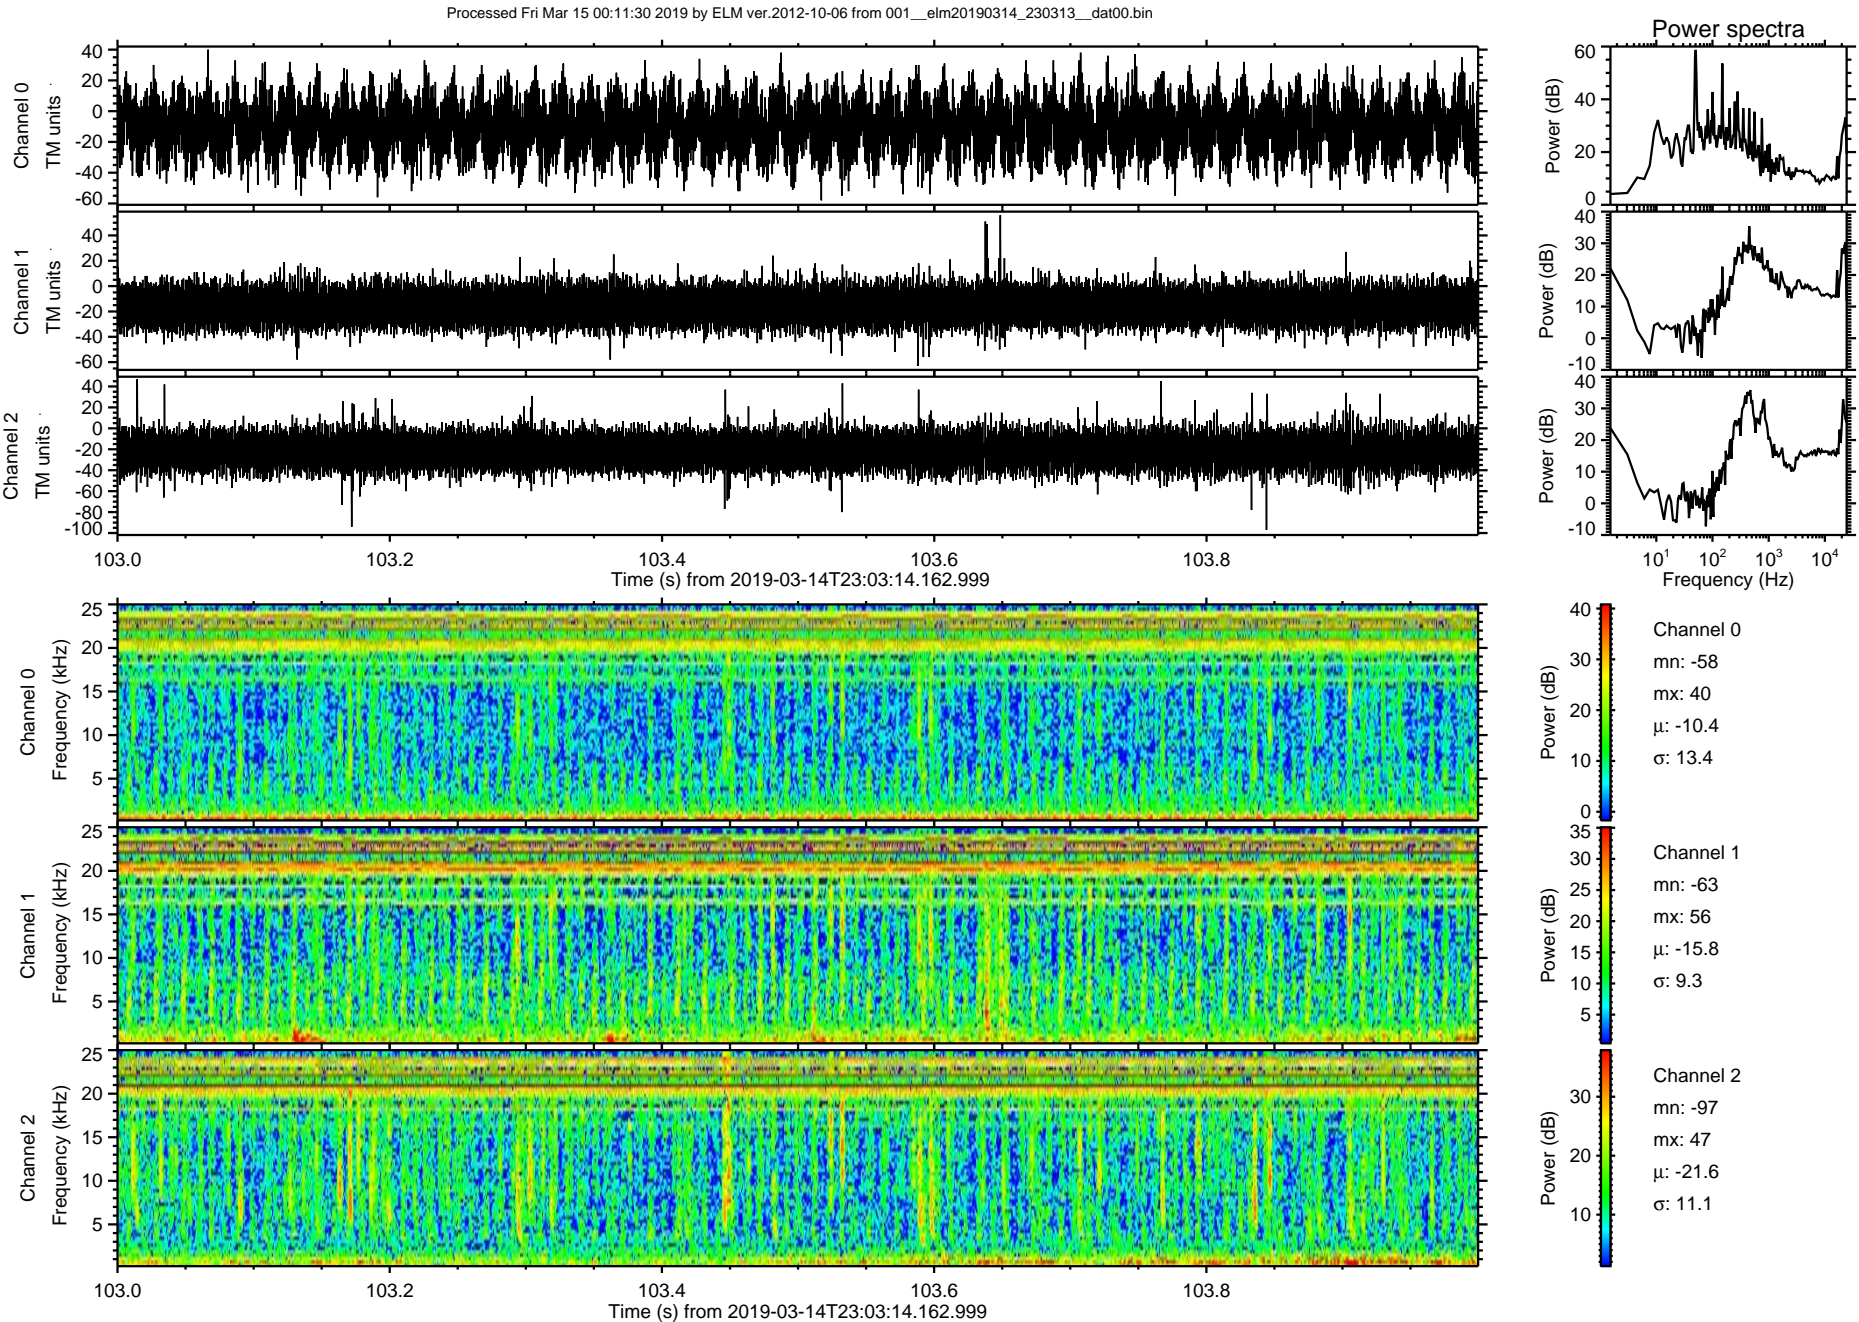 Processed Fri Mar 15 00:11:30 2019 by ELM ver.2012-10-06 from 001__elm20190314_230313__dat00.bin
Power spectra
Channel 0
TM units
40
20
0
-20
-40
-60
Power (dB)
60
40
20
0
Channel 1
TM units
40
20
0
-20
-40
-60
Power (dB)
40
30
20
10
0
-10
Channel 2
TM units
40
20
0
-20
-40
-60
-80
-100
Power (dB)
40
30
20
10
0
-10
103.0 103.2 103.4 103.6 103.8
Time (s) from 2019-03-14T23:03:14.162.999
10^1 10^2 10^3 10^4
Frequency (Hz)
Channel 0
Frequency (kHz)
25
20
15
10
5
Power (dB)
40
30
20
10
0
Channel 0
mn: -58
mx: 40
μ: -10.4
σ: 13.4
Channel 1
Frequency (kHz)
25
20
15
10
5
Power (dB)
35
30
25
20
15
10
5
Channel 1
mn: -63
mx: 56
μ: -15.8
σ: 9.3
Channel 2
Frequency (kHz)
25
20
15
10
5
Power (dB)
30
20
10
Channel 2
mn: -97
mx: 47
μ: -21.6
σ: 11.1
103.0 103.2 103.4 103.6 103.8
Time (s) from 2019-03-14T23:03:14.162.999